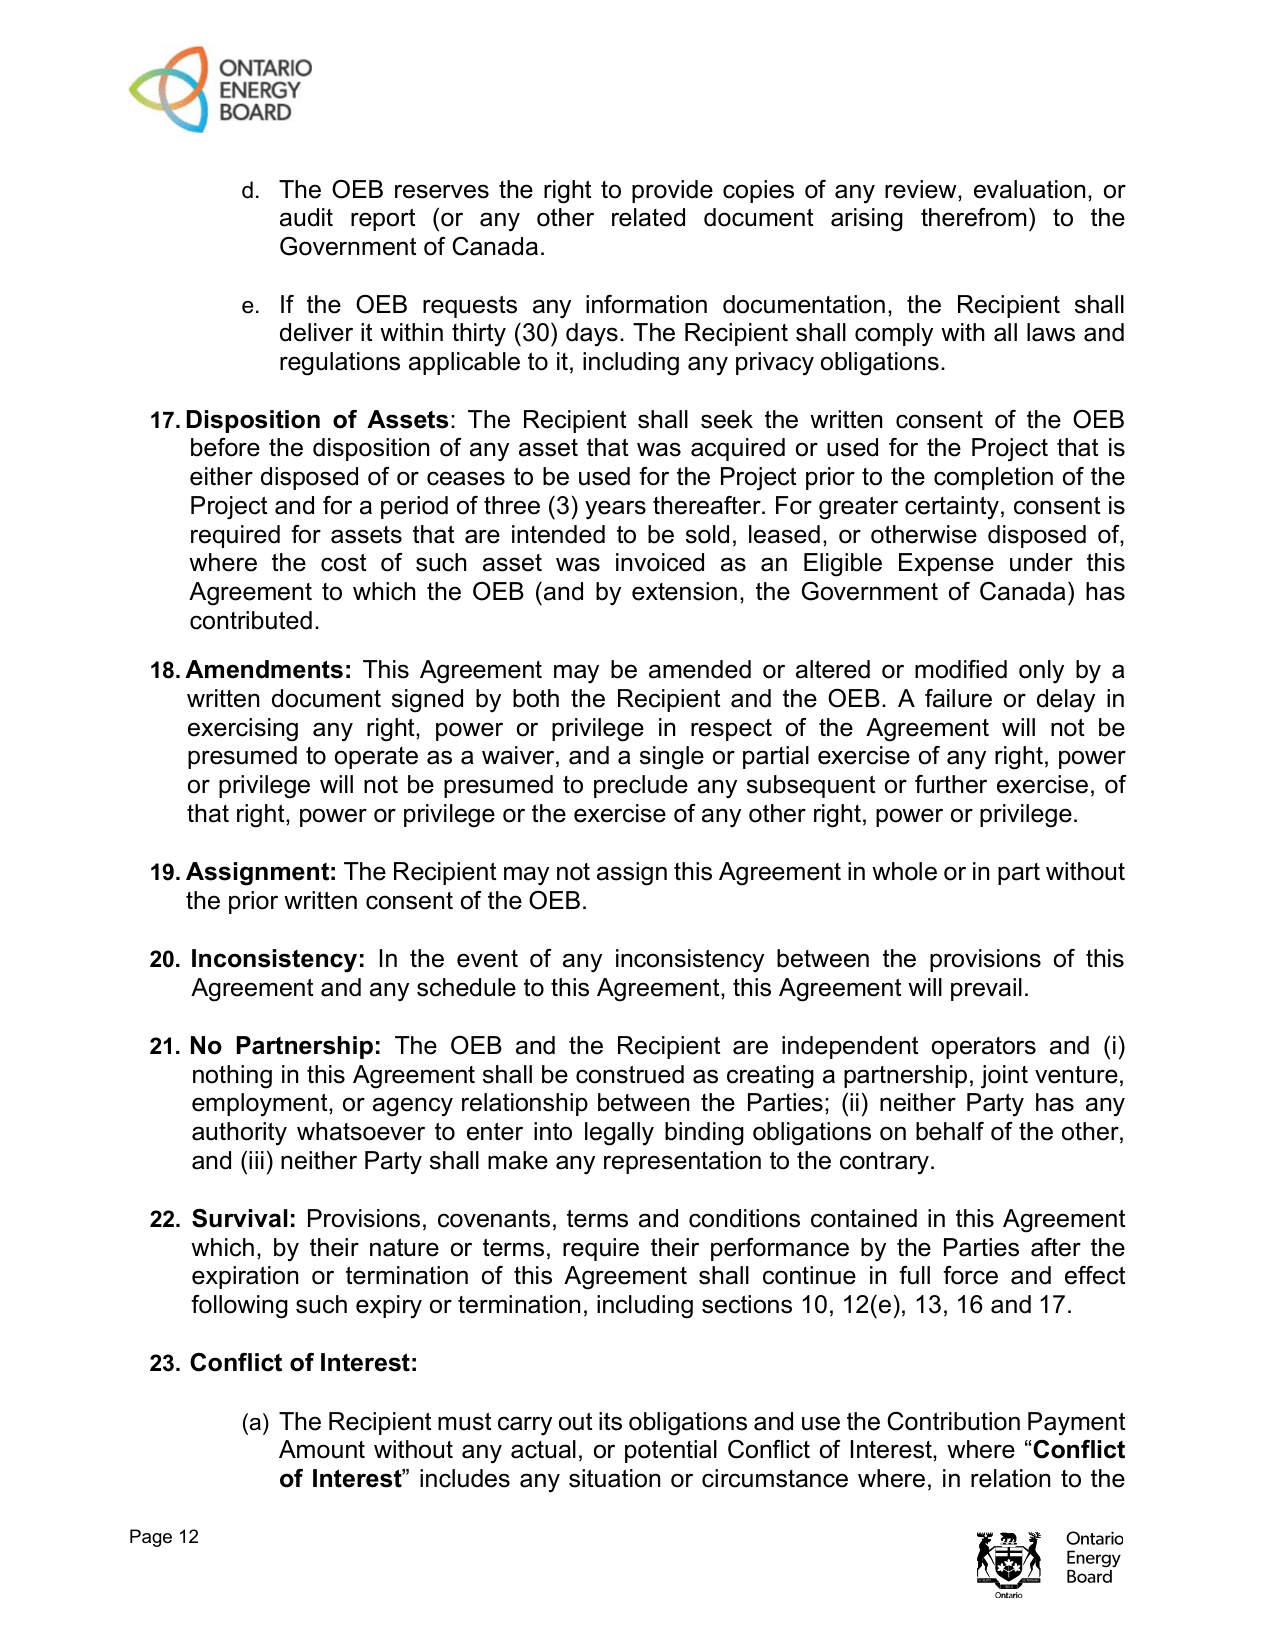 ONTARIO
ENERGY
BOARD
d. The OEB reserves the right to provide copies of any review, evaluation, or
audit report (or any other related document arising therefrom) to the
Government of Canada.
e. If the OEB requests any information documentation, the Recipient shall
deliver it within thirty (30) days. The Recipient shall comply with all laws and
regulations applicable to it, including any privacy obligations.
17. Disposition of Assets: The Recipient shall seek the written consent of the OEB
before the disposition of any asset that was acquired or used for the Project that is
either disposed of or ceases to be used for the Project prior to the completion of the
Project and for a period of three (3) years thereafter. For greater certainty, consent is
required for assets that are intended to be sold, leased, or otherwise disposed of,
where the cost of such asset was invoiced as an Eligible Expense under this
Agreement to which the OEB (and by extension, the Government of Canada) has
contributed.
18. Amendments: This Agreement may be amended or altered or modified only by a
written document signed by both the Recipient and the OEB. A failure or delay in
exercising any right, power or privilege in respect of the Agreement will not be
presumed to operate as a waiver, and a single or partial exercise of any right, power
or privilege will not be presumed to preclude any subsequent or further exercise, of
that right, power or privilege or the exercise of any other right, power or privilege.
19. Assignment: The Recipient may not assign this Agreement in whole or in part without
the prior written consent of the OEB.
20. Inconsistency: In the event of any inconsistency between the provisions of this
Agreement and any schedule to this Agreement, this Agreement will prevail.
21. No Partnership: The OEB and the Recipient are independent operators and (i)
nothing in this Agreement shall be construed as creating a partnership, joint venture,
employment, or agency relationship between the Parties; (ii) neither Party has any
authority whatsoever to enter into legally binding obligations on behalf of the other,
and (iii) neither Party shall make any representation to the contrary.
22. Survival: Provisions, covenants, terms and conditions contained in this Agreement
which, by their nature or terms, require their performance by the Parties after the
expiration or termination of this Agreement shall continue in full force and effect
following such expiry or termination, including sections 10, 12(e), 13, 16 and 17.
23. Conflict of Interest:
(a) The Recipient must carry out its obligations and use the Contribution Payment
Amount without any actual, or potential Conflict of Interest, where “Conflict
of Interest” includes any situation or circumstance where, in relation to the
Page 12
Ontario
Ontario
Energy
Board